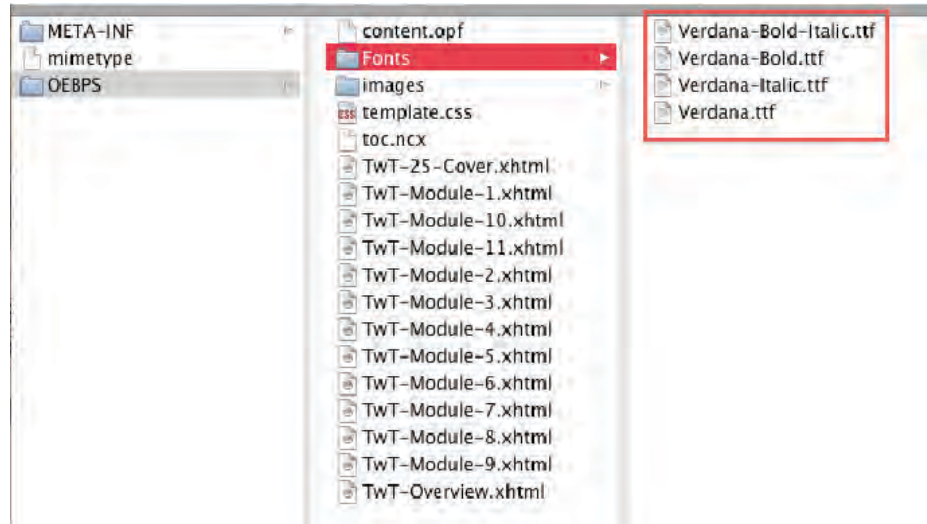 META-INF
mimetype
OEBPS
content.opf
Fonts
images
template.css
toc.ncx
TwT-25-Cover.xhtml
TwT-Module-1.xhtml
TwT-Module-10.xhtml
TwT-Module-11.xhtml
TwT-Module-2.xhtml
TwT-Module-3.xhtml
TwT-Module-4.xhtml
TwT-Module-5.xhtml
TwT-Module-6.xhtml
TwT-Module-7.xhtml
TwT-Module-8.xhtml
TwT-Module-9.xhtml
TwT-Overview.xhtml
Verdana-Bold-Italic.ttf
Verdana-Bold.ttf
Verdana-Italic.ttf
Verdana.ttf